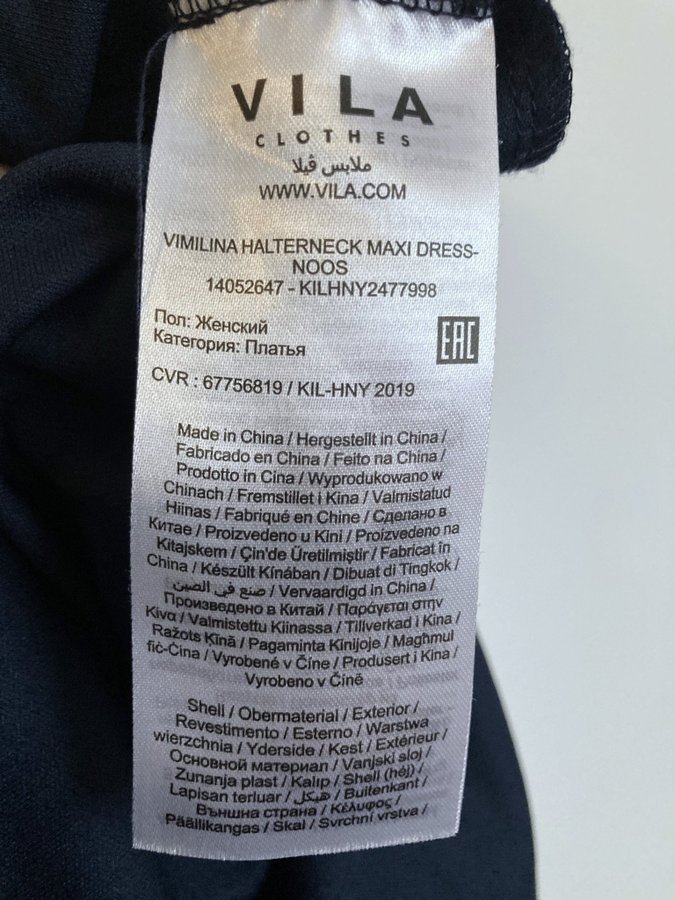 VILA
CLOTHES
ملابس ڤيلا
WWW.VILA.COM
VIMILINA HALTERNECK MAXI DRESS-
NOOS
14052647 - KILHNY2477998
Пол: Женский
Категория: Платья
EAC
CVR : 67756819 / KIL-HNY 2019
Made in China / Hergestellt in China /
Fabricado en China / Feito na China /
Prodotto in Cina / Wyprodukowano w
Chinach / Fremstillet i Kina / Valmistatud
Hiinas / Fabriqué en Chine / Сделано в
Китае / Proizvedeno u Kini / Proizvedeno na
Kitajskem / Çin'de Üretilmiştir / Fabricat in
China / Készült Kínában / Dibuat di Tingkok /
صنع في الصين / Vervaardigd in China /
Произведено в Китай / Παράγεται στην
Κίνα / Valmistettu Kiinassa / Tillverkad i Kina /
Ražots Ķīnā / Pagaminta Kinijoje / Magħmul
fiċ-Ċina / Vyrobené v Číne / Produsert i Kina /
Vyrobeno v Číně
Shell / Obermaterial / Exterior /
Revestimento / Esterno / Warstwa
wierzchnia / Yderside / Kest / Extérieur /
Основной материал / Vanjski sloj /
Zunanja plast / Kalıp / Shell (héj) /
Lapisan terluar / هيكل / Buitenkant /
Външна страна / Κέλυφος /
Päällikangas / Skal / Svrchní vrstva /